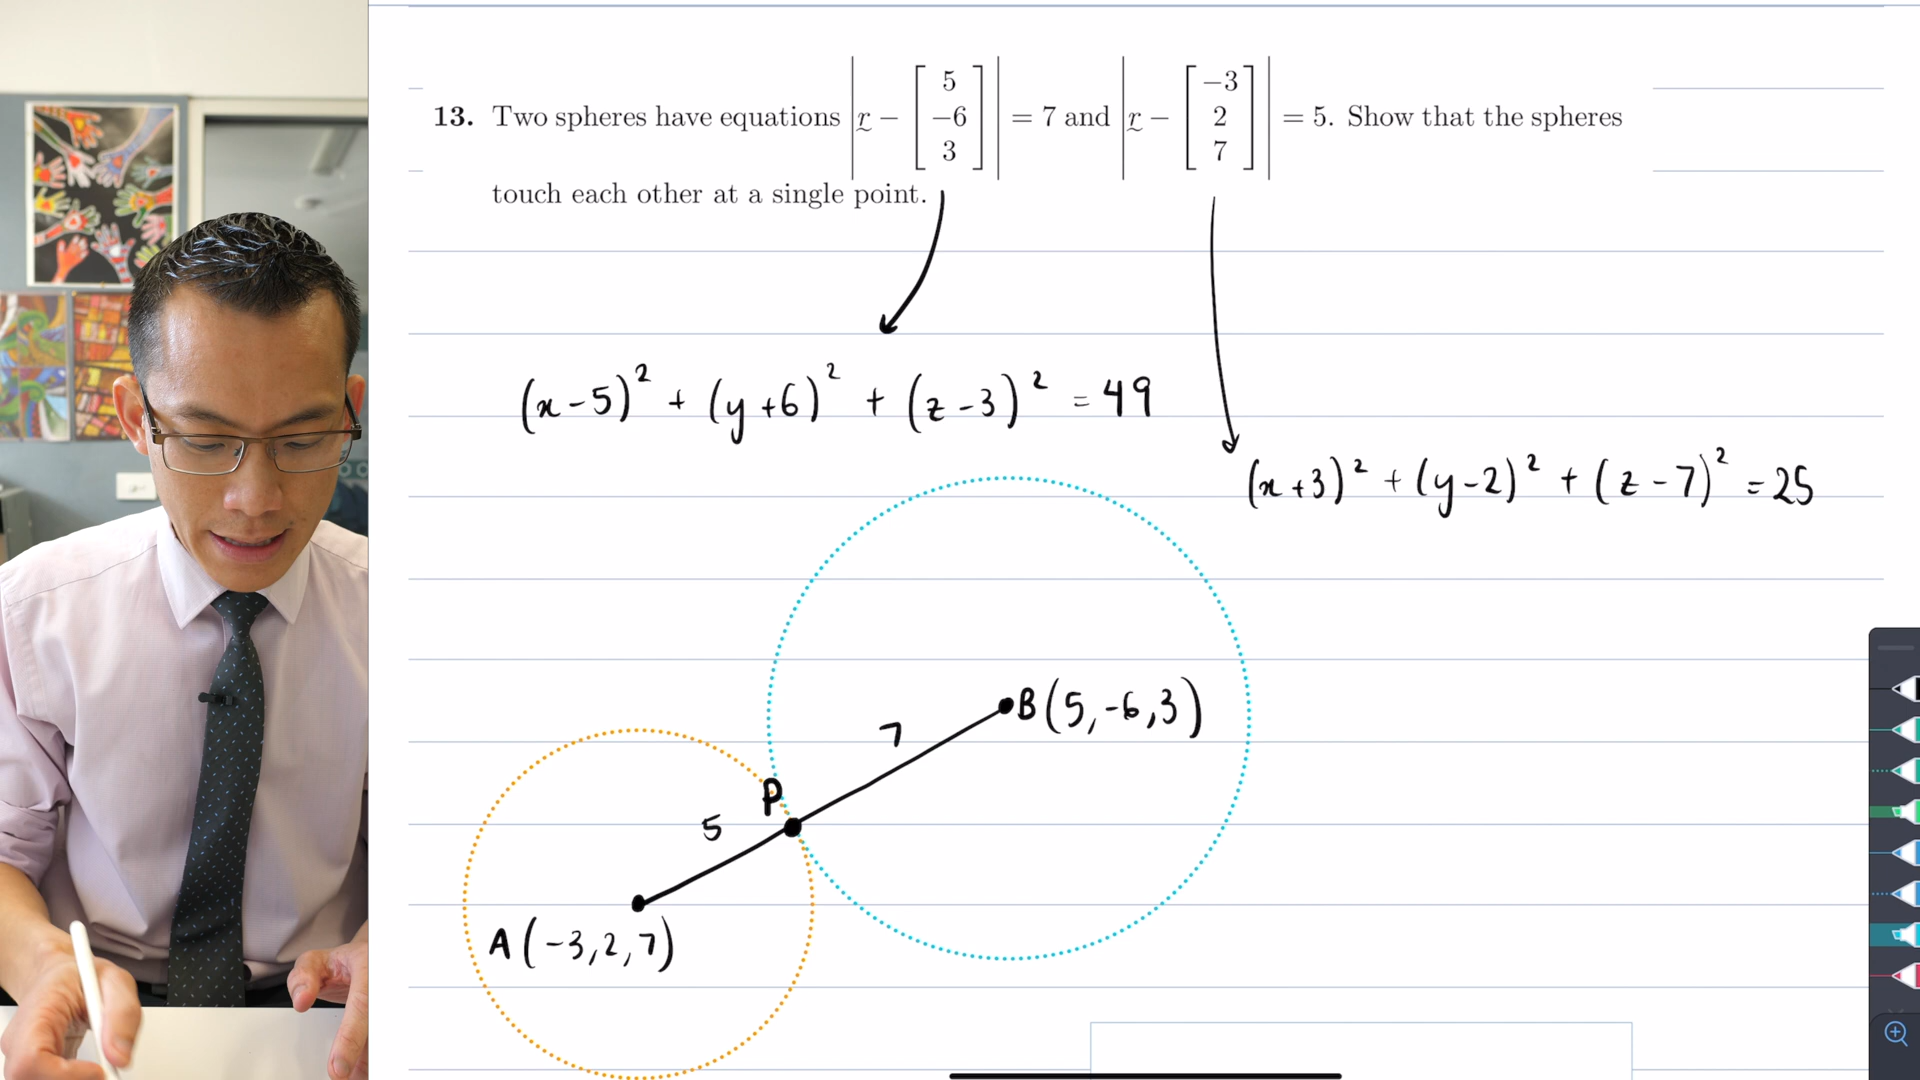 13. Two spheres have equations |r̰ − [5 −6 3]| = 7 and |r̰ − [−3 2 7]| = 5. Show that the spheres
touch each other at a single point.
(x-5)² + (y+6)² + (z-3)² = 49
(x+3)² + (y-2)² + (z-7)² = 25
B(5,-6,3)
7
P
5
A(-3,2,7)